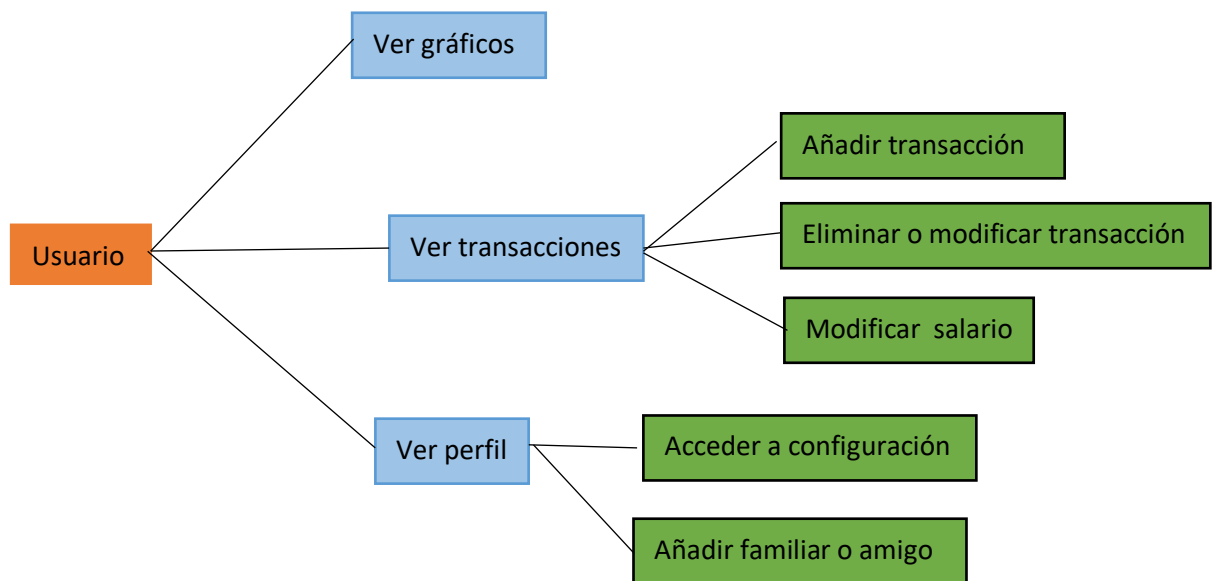 Ver gráficos
Añadir transacción
Usuario
Ver transacciones
Eliminar o modificar transacción
Modificar  salario
Ver perfil
Acceder a configuración
Añadir familiar o amigo